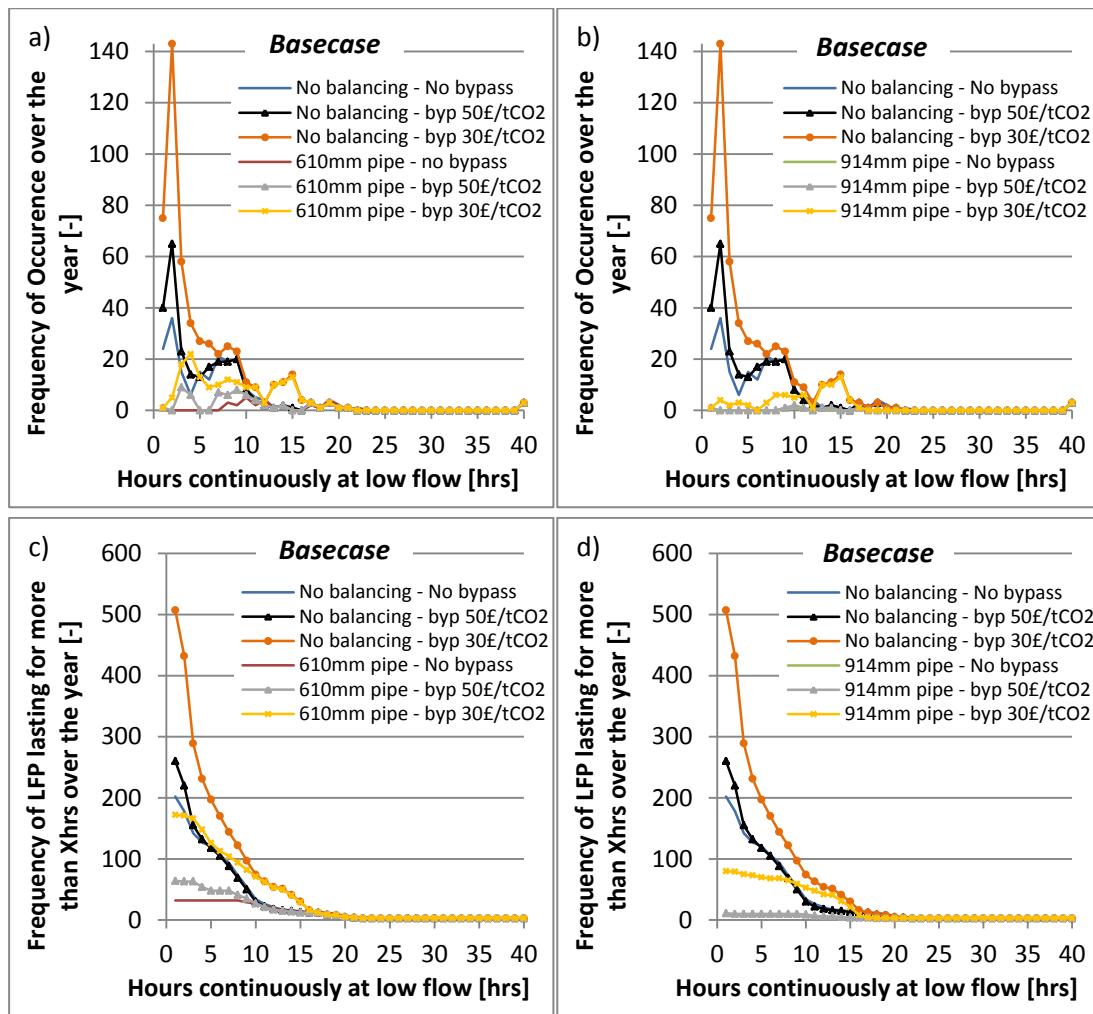 a)
Basecase
No balancing - No bypass
No balancing - byp 50£/tCO2
No balancing - byp 30£/tCO2
610mm pipe - no bypass
610mm pipe - byp 50£/tCO2
610mm pipe - byp 30£/tCO2
140
120
100
80
60
40
20
0
Frequency of Occurence over the
year [-]
0 5 10 15 20 25 30 35 40
Hours continuously at low flow [hrs]
b)
Basecase
No balancing - No bypass
No balancing - byp 50£/tCO2
No balancing - byp 30£/tCO2
914mm pipe - No bypass
914mm pipe - byp 50£/tCO2
914mm pipe - byp 30£/tCO2
140
120
100
80
60
40
20
0
Frequency of Occurence over the
year [-]
0 5 10 15 20 25 30 35 40
Hours continuously at low flow [hrs]
c)
Basecase
No balancing - No bypass
No balancing - byp 50£/tCO2
No balancing - byp 30£/tCO2
610mm pipe - No bypass
610mm pipe - byp 50£/tCO2
610mm pipe - byp 30£/tCO2
600
500
400
300
200
100
0
Frequency of LFP lasting for more
than Xhrs over the year [-]
0 5 10 15 20 25 30 35 40
Hours continuously at low flow [hrs]
d)
Basecase
No balancing - No bypass
No balancing - byp 50£/tCO2
No balancing - byp 30£/tCO2
914mm pipe - No bypass
914mm pipe - byp 50£/tCO2
914mm pipe - byp 30£/tCO2
600
500
400
300
200
100
0
Frequency of LFP lasting for more
than Xhrs over the year [-]
0 5 10 15 20 25 30 35 40
Hours continuously at low flow [hrs]